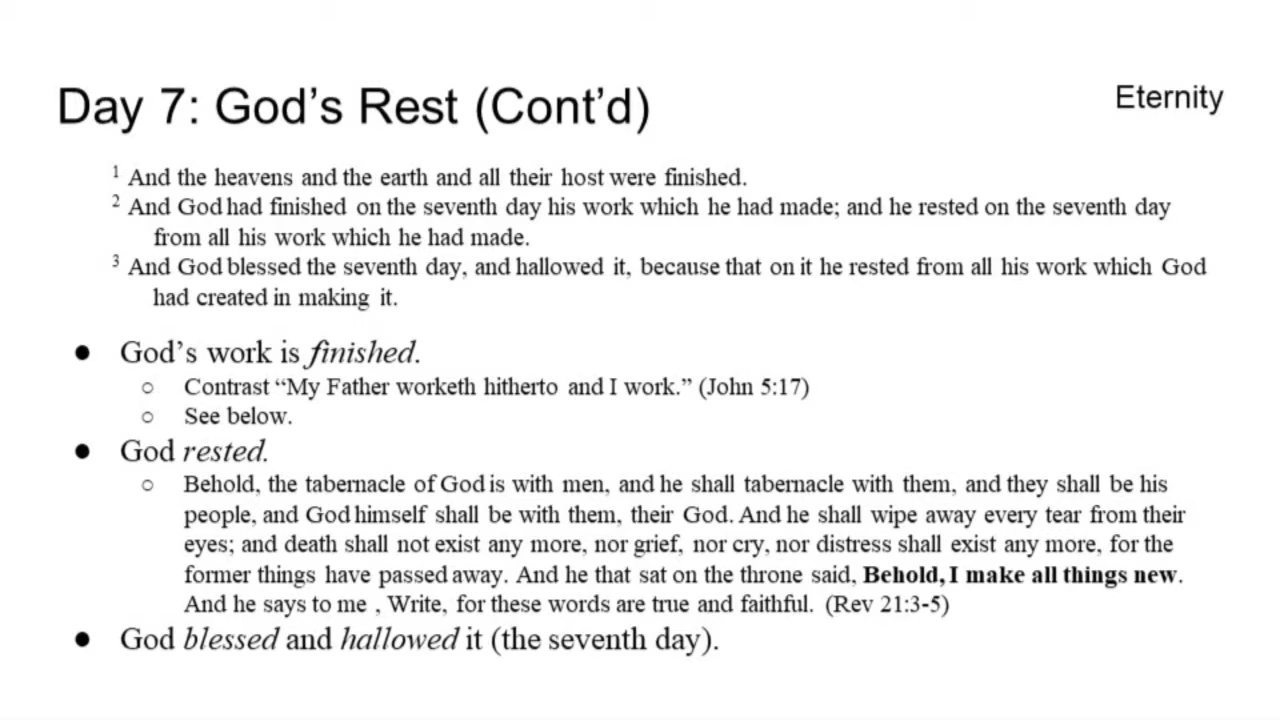 Day 7: God’s Rest (Cont’d)
Eternity
1 And the heavens and the earth and all their host were finished.
2 And God had finished on the seventh day his work which he had made; and he rested on the seventh day
from all his work which he had made.
3 And God blessed the seventh day, and hallowed it, because that on it he rested from all his work which God
had created in making it.
● God’s work is finished.
○ Contrast “My Father worketh hitherto and I work.” (John 5:17)
○ See below.
● God rested.
○ Behold, the tabernacle of God is with men, and he shall tabernacle with them, and they shall be his
people, and God himself shall be with them, their God. And he shall wipe away every tear from their
eyes; and death shall not exist any more, nor grief, nor cry, nor distress shall exist any more, for the
former things have passed away. And he that sat on the throne said, Behold, I make all things new.
And he says to me , Write, for these words are true and faithful. (Rev 21:3-5)
● God blessed and hallowed it (the seventh day).